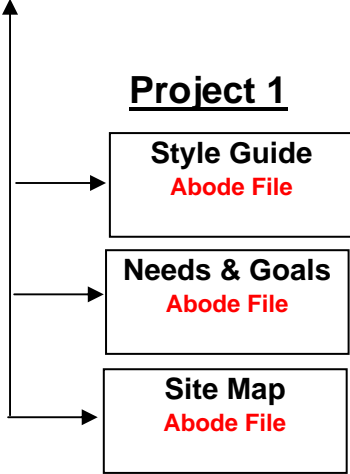 Project 1
Style Guide
Abode File
Needs & Goals
Abode File
Site Map
Abode File